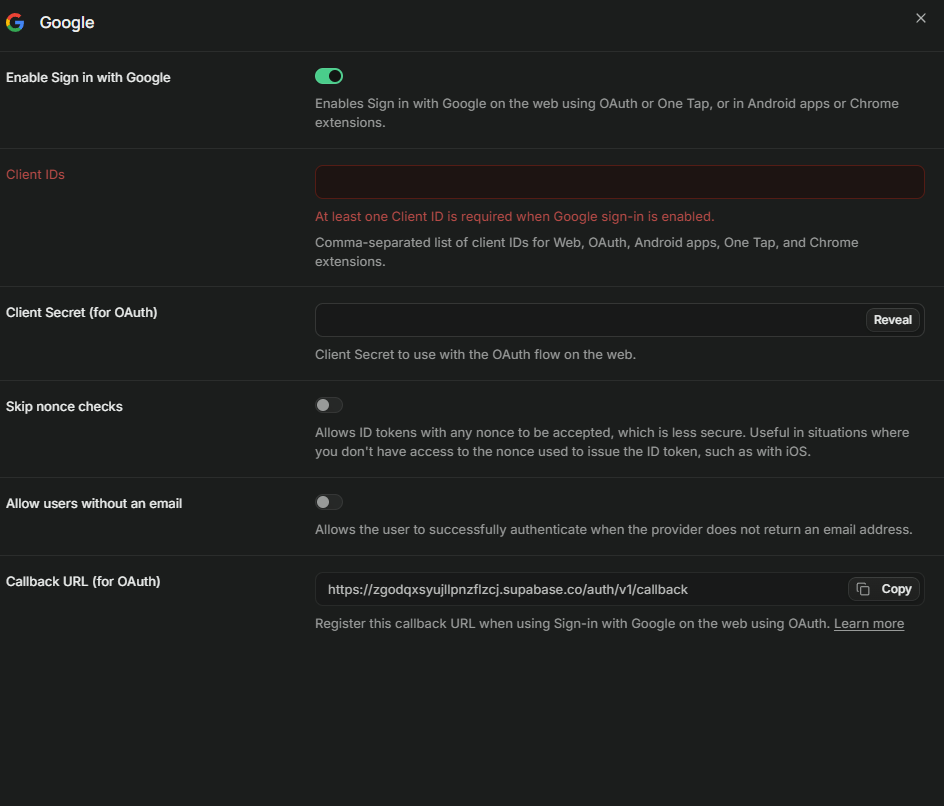 Google
Enable Sign in with Google
Enables Sign in with Google on the web using OAuth or One Tap, or in Android apps or Chrome
extensions.
Client IDs
At least one Client ID is required when Google sign-in is enabled.
Comma-separated list of client IDs for Web, OAuth, Android apps, One Tap, and Chrome
extensions.
Client Secret (for OAuth)
Reveal
Client Secret to use with the OAuth flow on the web.
Skip nonce checks
Allows ID tokens with any nonce to be accepted, which is less secure. Useful in situations where
you don't have access to the nonce used to issue the ID token, such as with iOS.
Allow users without an email
Allows the user to successfully authenticate when the provider does not return an email address.
Callback URL (for OAuth)
https://zgodqxsyujllpnzflzcj.supabase.co/auth/v1/callback
Copy
Register this callback URL when using Sign-in with Google on the web using OAuth. Learn more